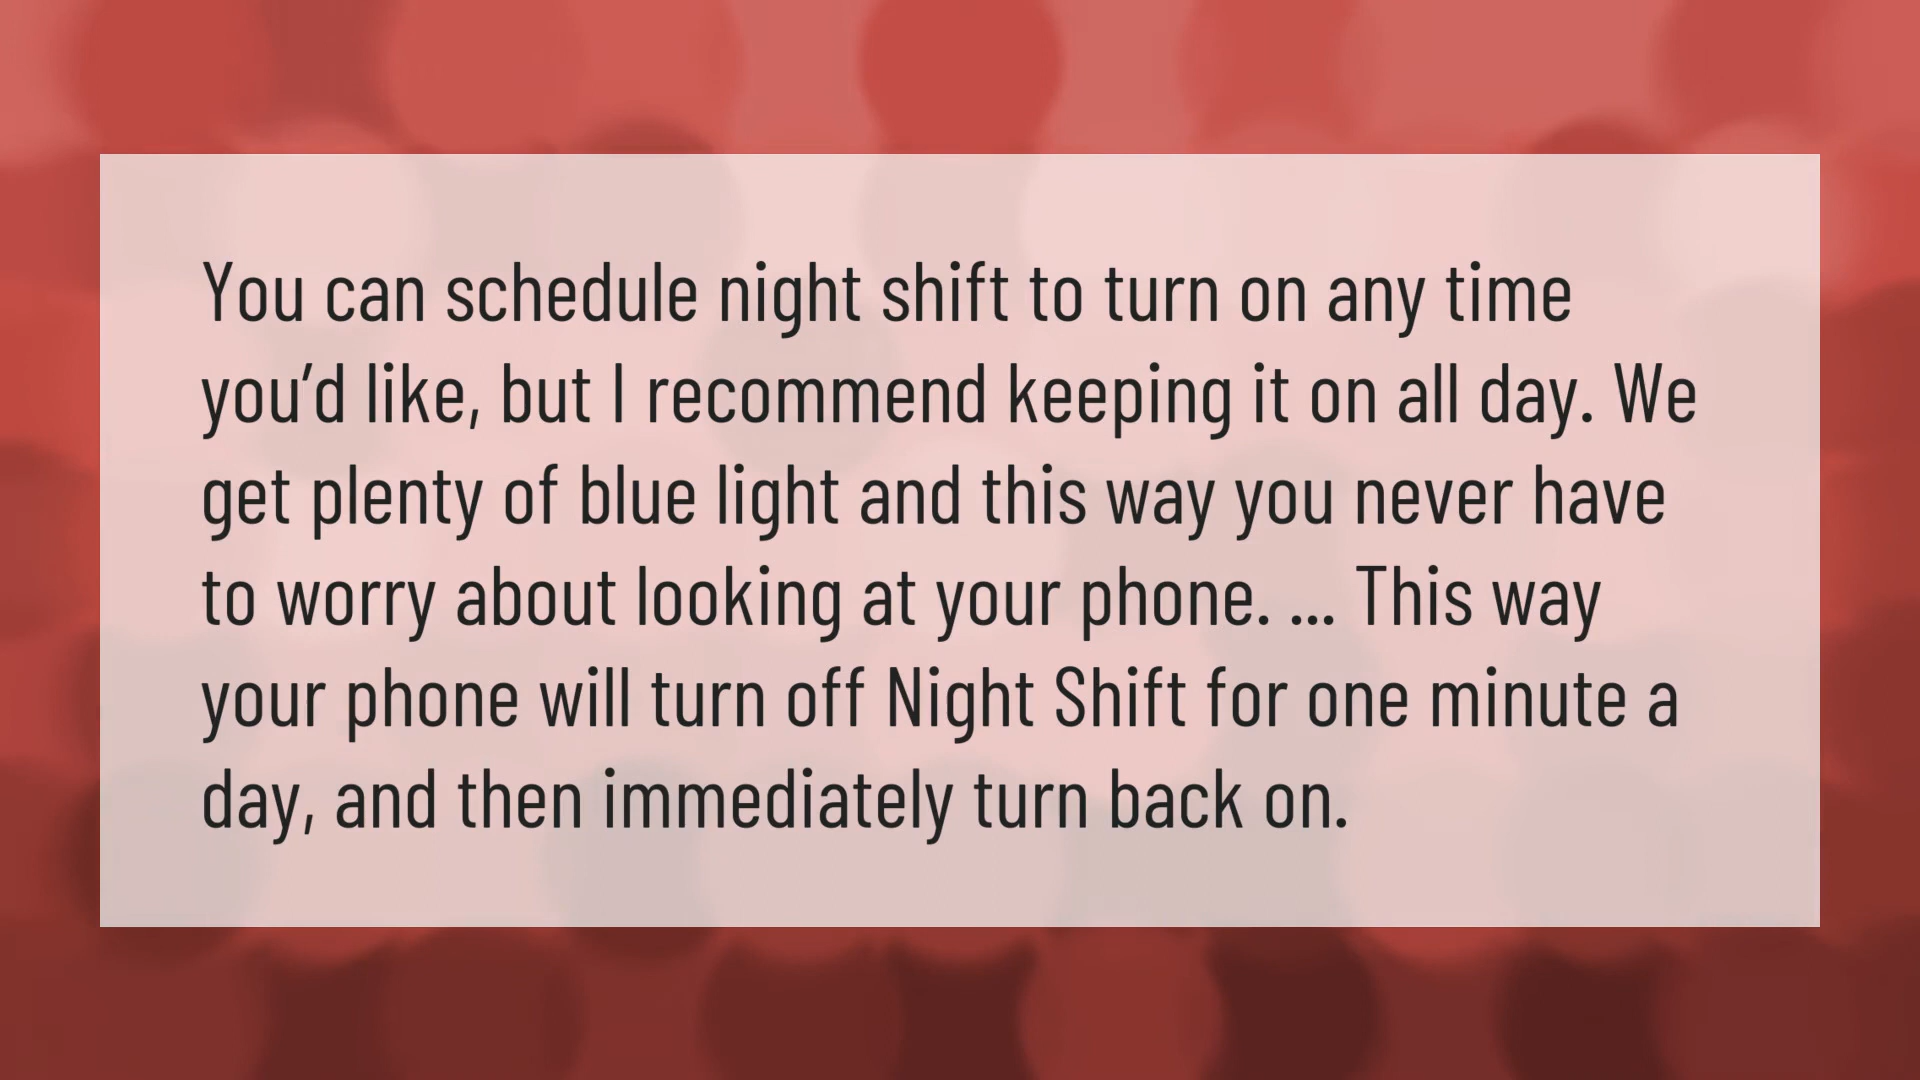 You can schedule night shift to turn on any time
you’d like, but I recommend keeping it on all day. We
get plenty of blue light and this way you never have
to worry about looking at your phone. ... This way
your phone will turn off Night Shift for one minute a
day, and then immediately turn back on.